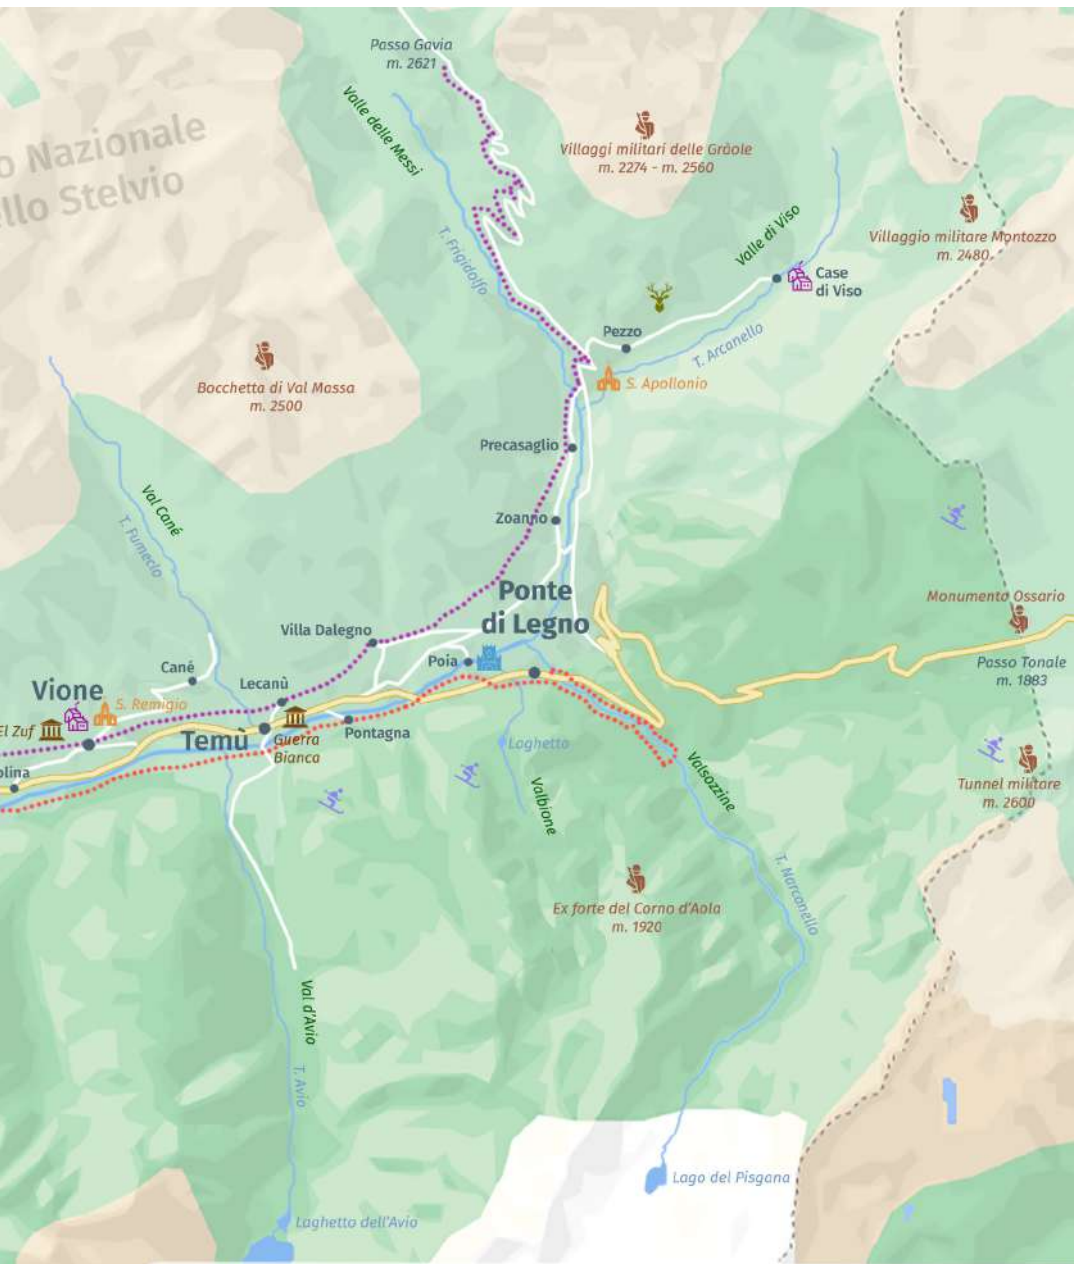 Passo Gavia
m. 2621
Valle delle Messi
o Nazionale
ello Stelvio
Villaggi militari delle Gràole
m. 2274 - m. 2560
Villaggio militare Montozzo
m. 2480
Valle di Viso
Case
di Viso
T. Frigidolfo
Pezzo
T. Arcanello
S. Apollonio
Bocchetta di Val Massa
m. 2500
Precasaglio
Val Cané
T. Fumeclo
Zoanno
Ponte
di Legno
Monumento Ossario
Villa Dalegno
Poia
Passo Tonale
m. 1883
Cané
Lecanù
Vione
S. Remigio
El Zuf
Temù
Guerra
Bianca
Pontagna
Laghetto
olina
Valbione
Valsozzine
Tunnel militare
m. 2600
T. Narcanello
Ex forte del Corno d'Aola
m. 1920
Val d'Avio
T. Avio
Lago del Pisgana
Laghetto dell'Avio